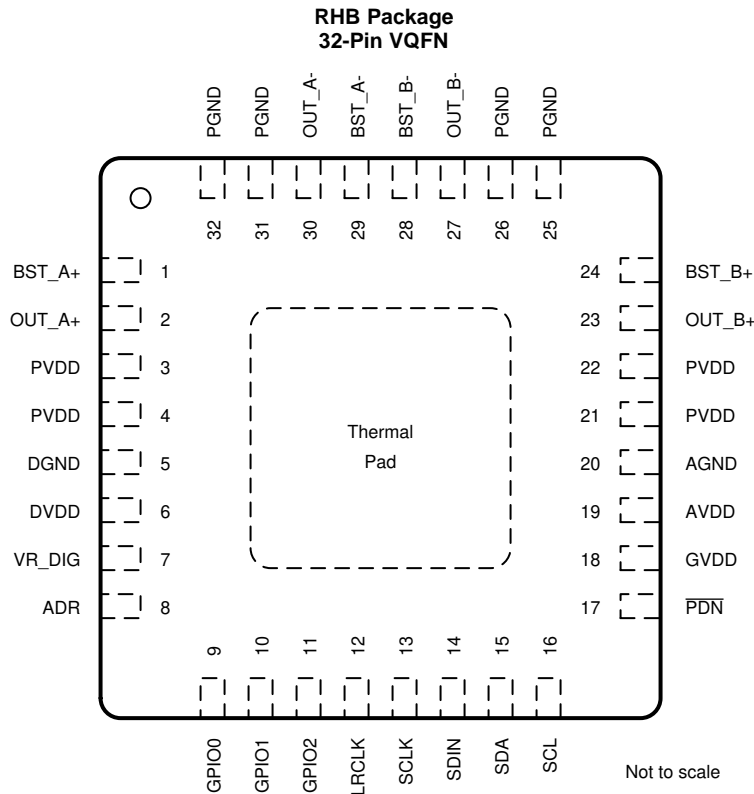 RHB Package
32-Pin VQFN
PGND
PGND
OUT_A-
BST_A-
BST_B-
OUT_B-
PGND
PGND
32
31
30
29
28
27
26
25
BST_A+ 1
24 BST_B+
OUT_A+ 2
23 OUT_B+
PVDD 3
22 PVDD
PVDD 4
21 PVDD
DGND 5
20 AGND
DVDD 6
19 AVDD
VR_DIG 7
18 GVDD
ADR 8
17 PDN
Thermal
Pad
9
10
11
12
13
14
15
16
GPIO0
GPIO1
GPIO2
LRCLK
SCLK
SDIN
SDA
SCL
Not to scale